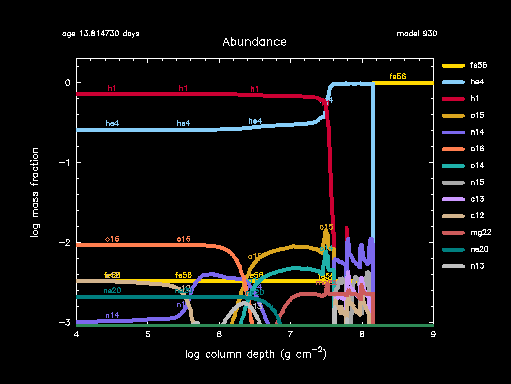 age 13.814730 days
model 930
Abundance
fe56
fe56
he4
h1
o15
n14
o16
o14
n15
c13
c12
mg22
ne20
n13
h1 h1 h1
he4 he4 he4
o16 o16
o15
o15
fe56 fe56
ne20
n14
0
−1
−2
−3
4 5 6 7 8 9
log mass fraction
log column depth (g cm−2)